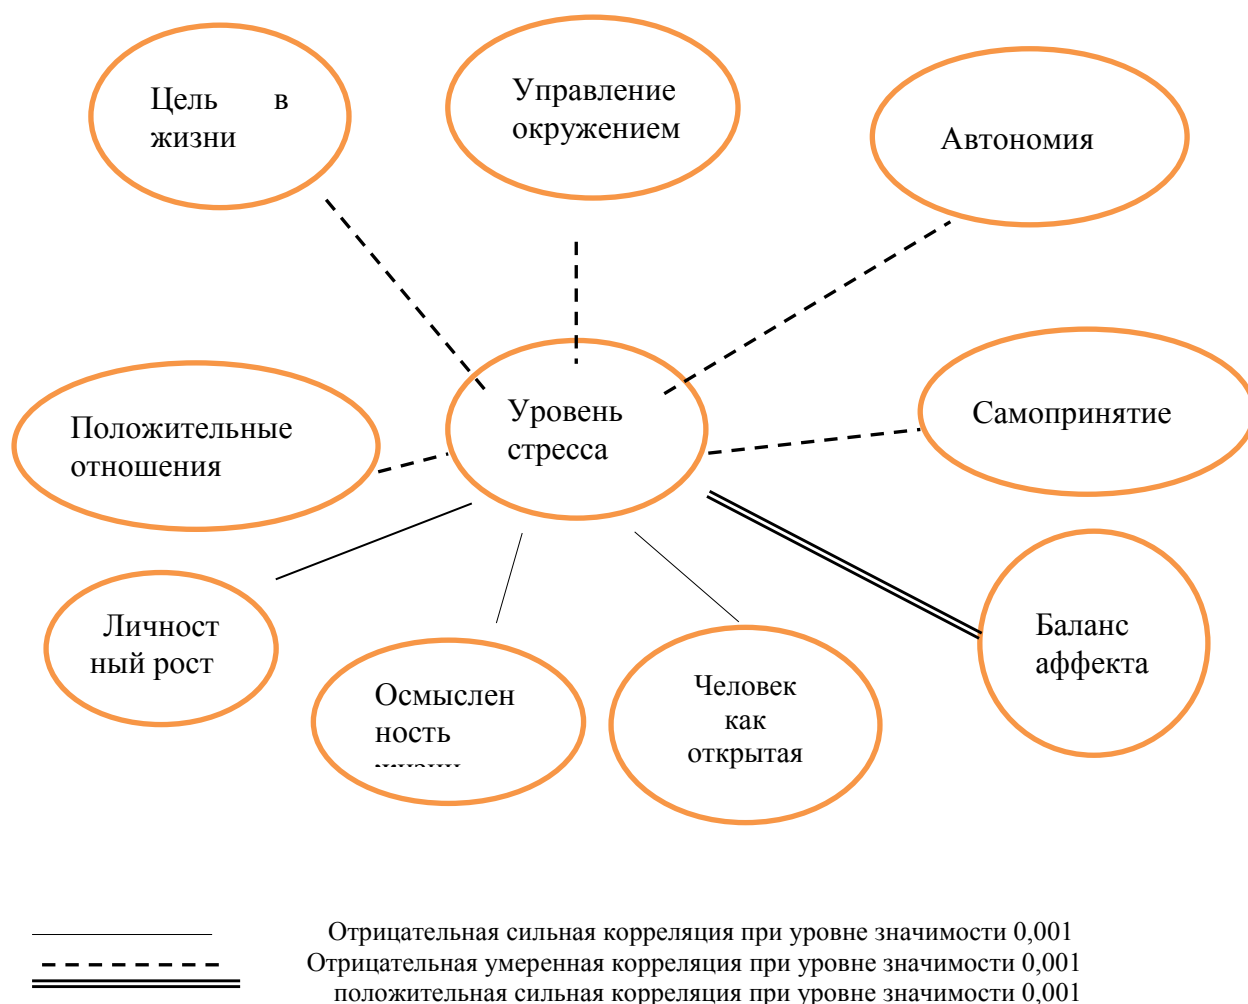 Цель в
жизни
Управление
окружением
Автономия
Положительные
отношения
Уровень
стресса
Самопринятие
Личност
ный рост
Осмыслен
ность
Человек
как
открытая
Баланс
аффекта
Отрицательная сильная корреляция при уровне значимости 0,001
Отрицательная умеренная корреляция при уровне значимости 0,001
положительная сильная корреляция при уровне значимости 0,001